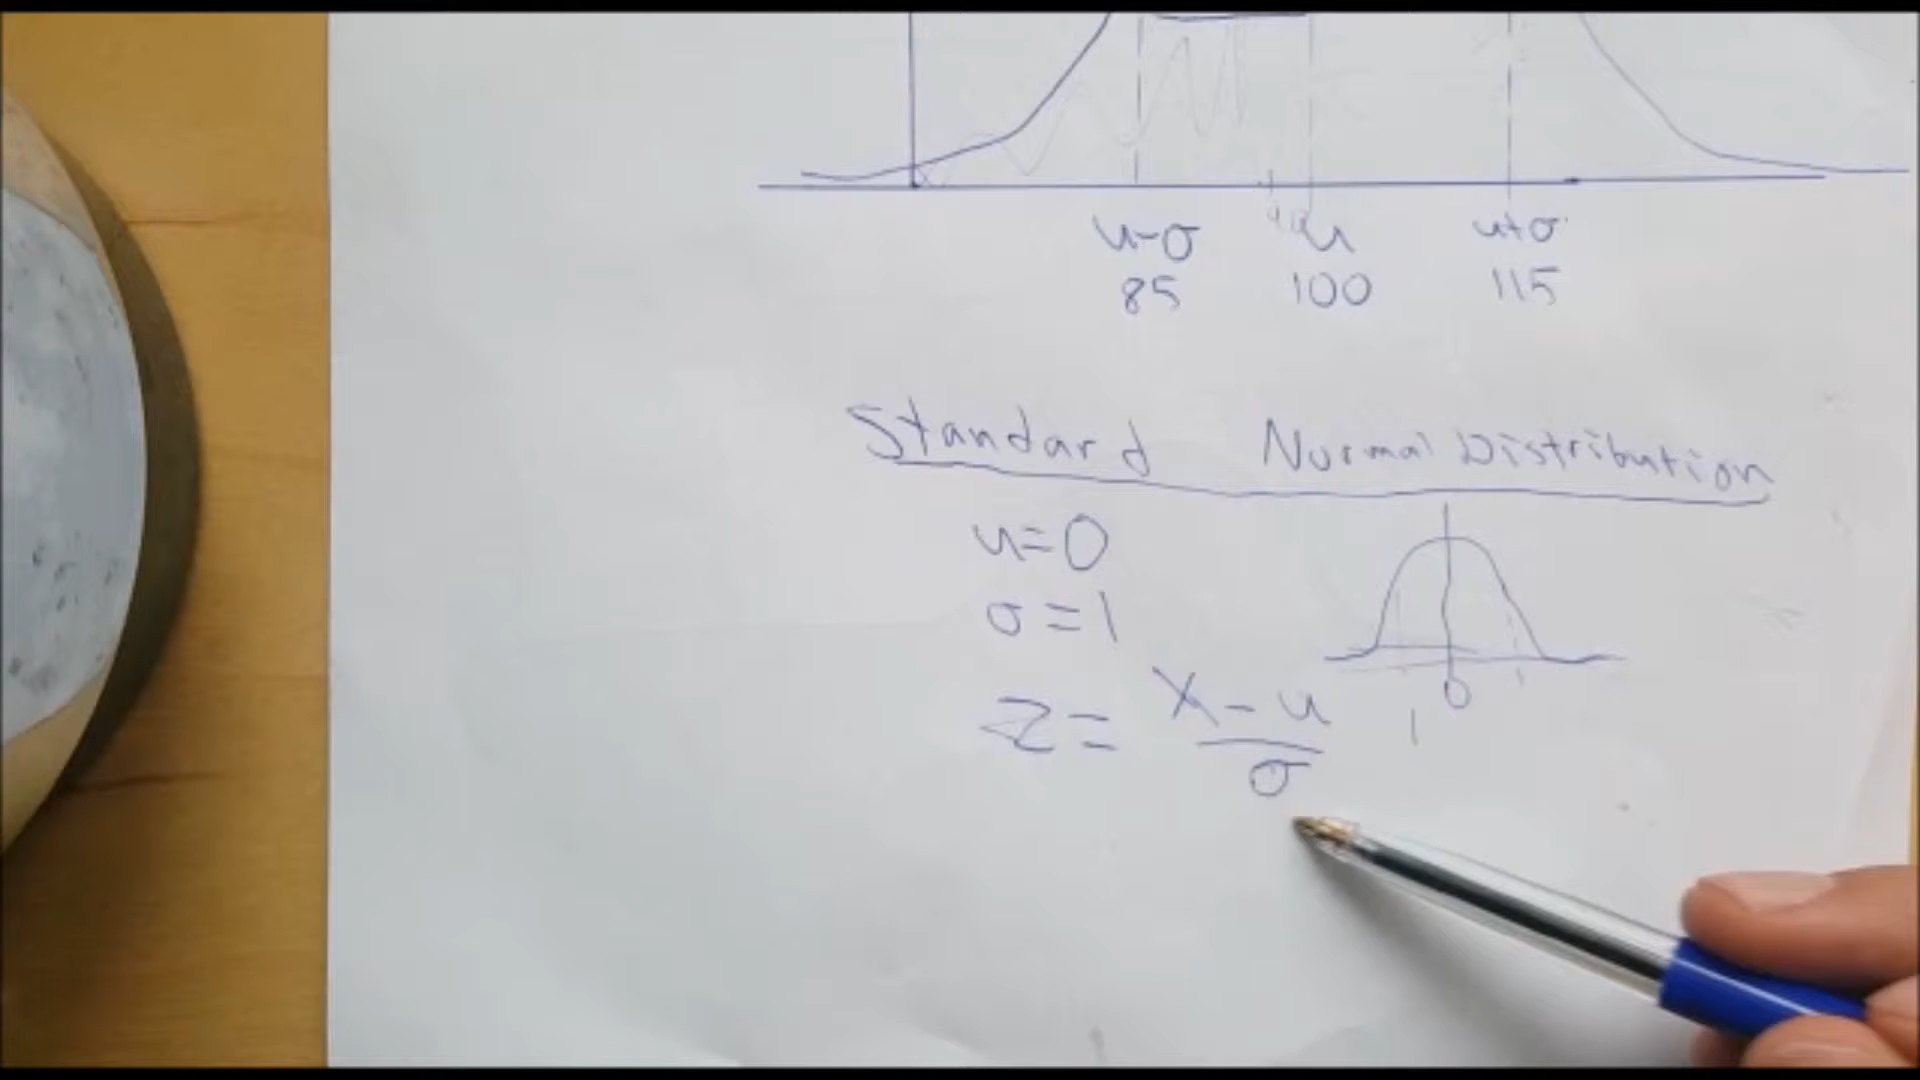 u-σ u u+σ
85 100 115
Standard Normal Distribution
u=0
σ=1
0
z= x-u
σ